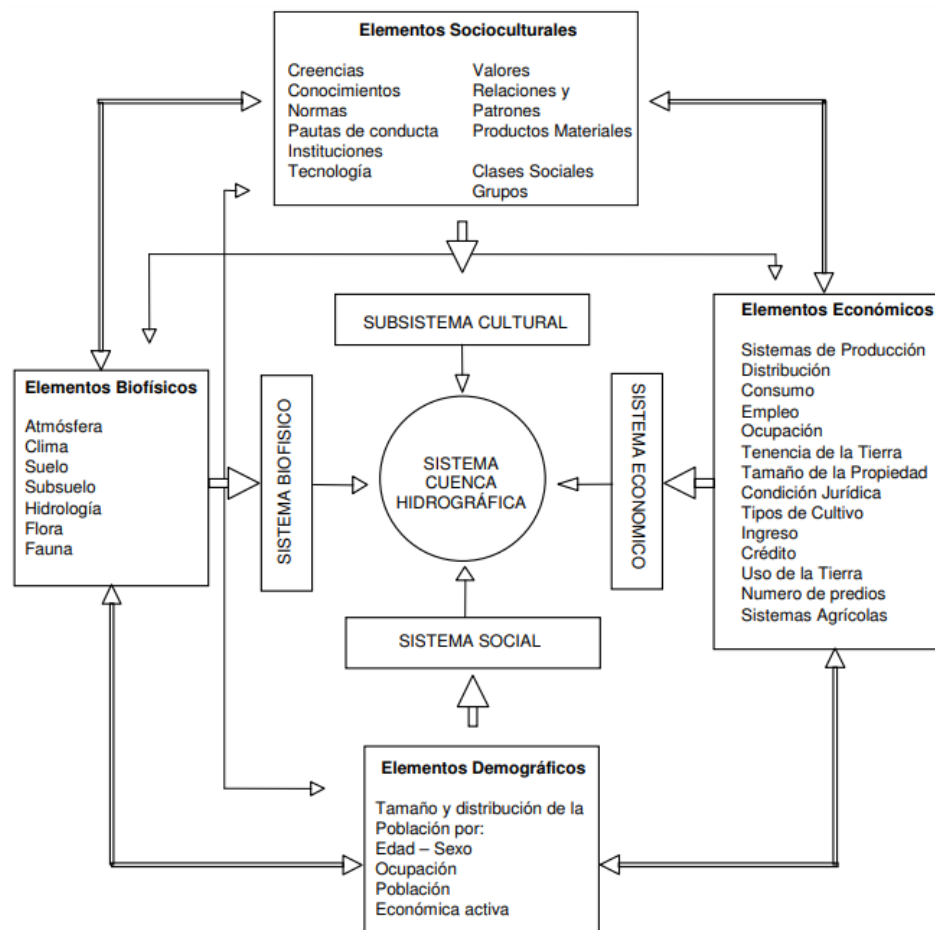 Elementos Socioculturales
Creencias
Conocimientos
Normas
Pautas de conducta
Instituciones
Tecnología
Valores
Relaciones y
Patrones
Productos Materiales
Clases Sociales
Grupos
SUBSISTEMA CULTURAL
Elementos Biofísicos
Atmósfera
Clima
Suelo
Subsuelo
Hidrología
Flora
Fauna
SISTEMA BIOFISICO
SISTEMA
CUENCA
HIDROGRÁFICA
SISTEMA ECONOMICO
Elementos Económicos
Sistemas de Producción
Distribución
Consumo
Empleo
Ocupación
Tenencia de la Tierra
Tamaño de la Propiedad
Condición Jurídica
Tipos de Cultivo
Ingreso
Crédito
Uso de la Tierra
Numero de predios
Sistemas Agrícolas
SISTEMA SOCIAL
Elementos Demográficos
Tamaño y distribución de la
Población por:
Edad – Sexo
Ocupación
Población
Económica activa